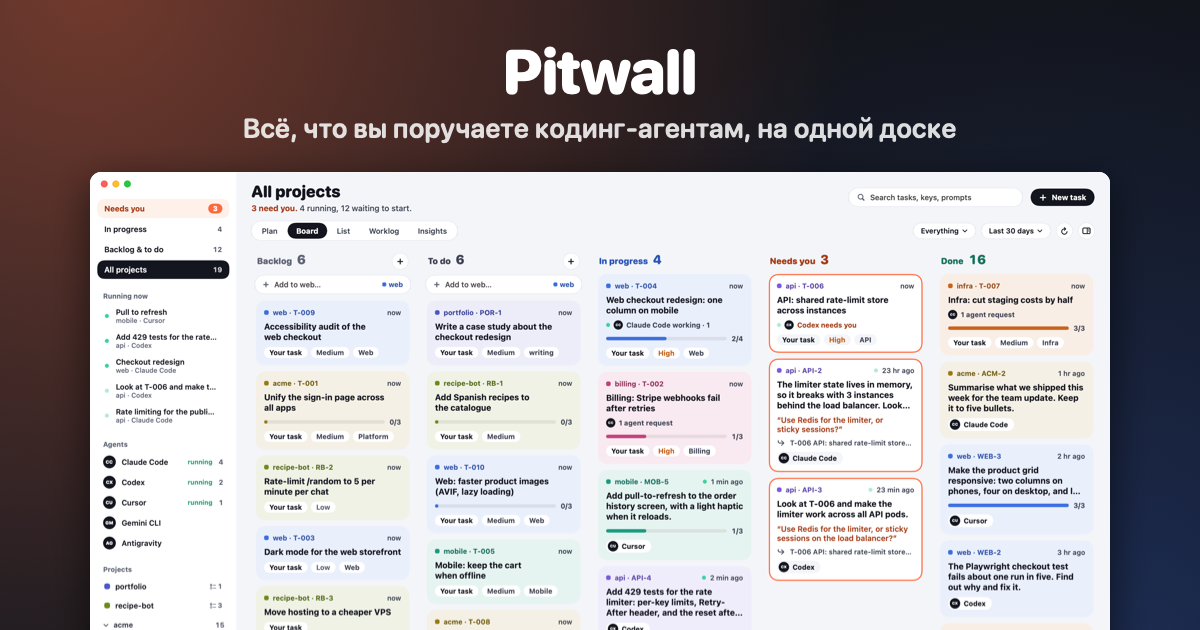 Pitwall
Всё, что вы поручаете кодинг-агентам, на одной доске
Needs you 3
In progress 4
Backlog & to do 12
All projects 19
Running now
Pull to refresh
mobile · Cursor
Add 429 tests for the rate...
api · Codex
Checkout redesign
web · Claude Code
Look at T-006 and make t...
api · Codex
Rate limiting for the publi...
api · Claude Code
Agents
CC Claude Code running 4
CX Codex running 2
CU Cursor running 1
GM Gemini CLI
AG Antigravity
Projects
portfolio 1
recipe-bot 3
acme 15
All projects
3 need you. 4 running, 12 waiting to start.
Search tasks, keys, prompts
+ New task
Plan
Board
List
Worklog
Insights
Everything
Last 30 days
Backlog 6 +
+ Add to web... web
web · T-009 now
Accessibility audit of the
web checkout
Your task Medium Web
acme · T-001 now
Unify the sign-in page across
all apps
0/3
Your task Medium Platform
recipe-bot · RB-2 now
Rate-limit /random to 5 per
minute per chat
Your task Low
web · T-003 now
Dark mode for the web storefront
Your task Low Web
recipe-bot · RB-3 now
Move hosting to a cheaper VPS
Your task
To do 6 +
+ Add to web... web
portfolio · POR-1 now
Write a case study about the
checkout redesign
Your task Medium writing
recipe-bot · RB-1 now
Add Spanish recipes to
the catalogue
0/3
Your task Medium
web · T-010 now
Web: faster product images
(AVIF, lazy loading)
0/3
Your task Medium Web
mobile · T-005 now
Mobile: keep the cart
when offline
Your task Medium Mobile
acme · T-008 now
In progress 4
web · T-004 now
Web checkout redesign: one
column on mobile
CC Claude Code working · 1
2/4
Your task High Web
billing · T-002 now
Billing: Stripe webhooks fail
after retries
CC 1 agent request
1/3
Your task High Billing
mobile · MOB-5 1 min ago
Add pull-to-refresh to the order
history screen, with a light haptic
when it reloads.
1/3
CU Cursor
api · API-4 2 min ago
Add 429 tests for the rate
limiter: per-key limits, Retry-
After header, and the reset afte...
Codex
Needs you 3
api · T-006 now
API: shared rate-limit store
across instances
CX Codex needs you
Your task High API
api · API-2 23 hr ago
The limiter state lives in memory,
so it breaks with 3 instances
behind the load balancer. Look...
“Use Redis for the limiter, or
sticky sessions?”
T-006 API: shared rate-limit store...
CC Claude Code
api · API-3 23 min ago
Look at T-006 and make the
limiter work across all API pods.
“Use Redis for the limiter, or sticky
sessions on the load balancer?”
T-006 API: shared rate-limit store...
CX Codex
Done 16
infra · T-007 now
Infra: cut staging costs by half
CC 1 agent request
3/3
Your task Medium Infra
acme · ACM-2 1 hr ago
Summarise what we shipped this
week for the team update. Keep
it to five bullets.
CC Claude Code
web · WEB-3 2 hr ago
Make the product grid
responsive: two columns on
phones, four on desktop, and l...
3/3
CU Cursor
web · WEB-2 3 hr ago
The Playwright checkout test
fails about one run in five. Find
out why and fix it.
CX Codex